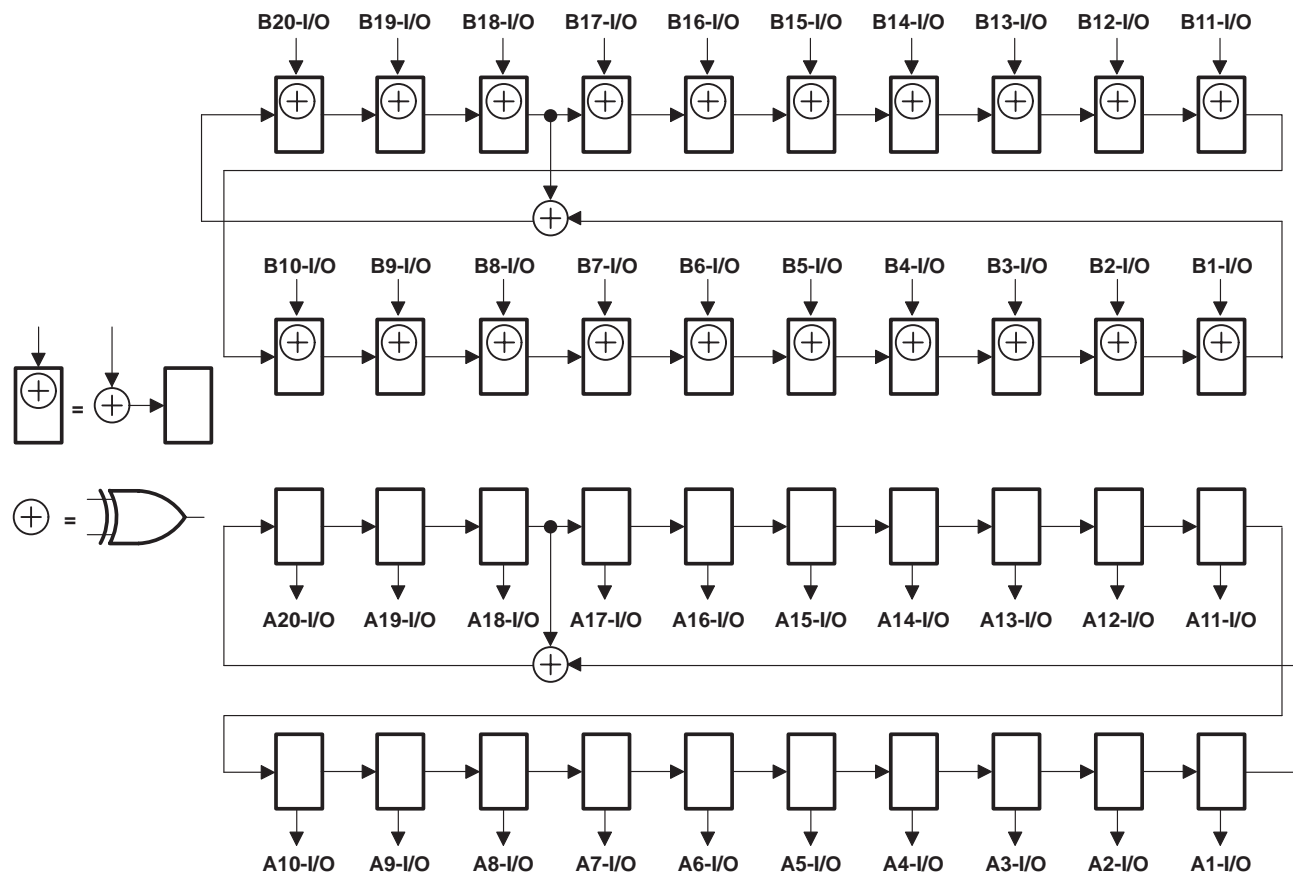 B20-I/O B19-I/O B18-I/O B17-I/O B16-I/O B15-I/O B14-I/O B13-I/O B12-I/O B11-I/O
B10-I/O B9-I/O B8-I/O B7-I/O B6-I/O B5-I/O B4-I/O B3-I/O B2-I/O B1-I/O
=
=
A20-I/O A19-I/O A18-I/O A17-I/O A16-I/O A15-I/O A14-I/O A13-I/O A12-I/O A11-I/O
A10-I/O A9-I/O A8-I/O A7-I/O A6-I/O A5-I/O A4-I/O A3-I/O A2-I/O A1-I/O